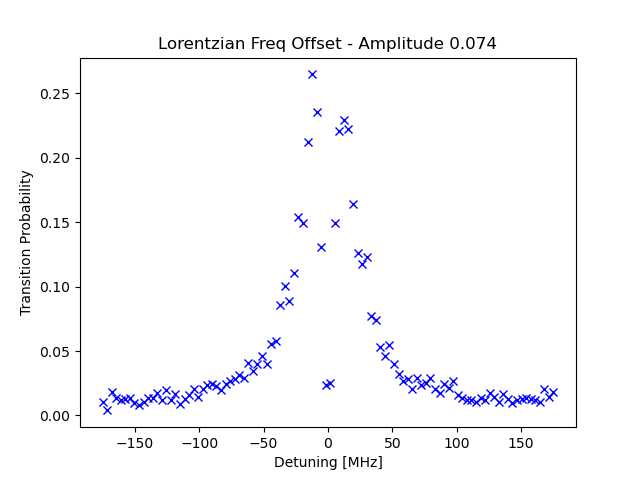 Lorentzian Freq Offset - Amplitude 0.074
0.25
0.20
0.15
0.10
0.05
0.00
Transition Probability
−150 −100 −50 0 50 100 150
Detuning [MHz]